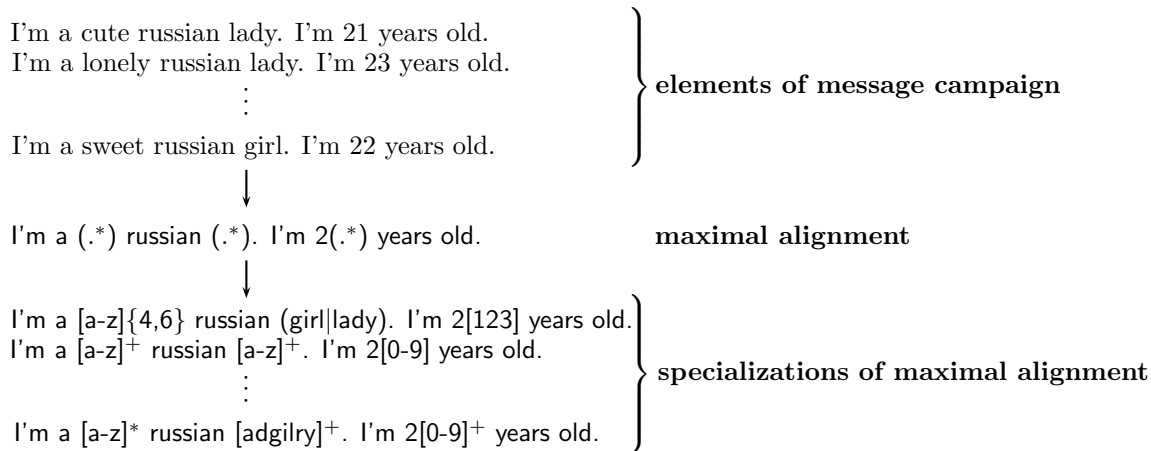 I'm a cute russian lady. I'm 21 years old.
I'm a lonely russian lady. I'm 23 years old.
elements of message campaign
⋮
I'm a sweet russian girl. I'm 22 years old.
I'm a (.*) russian (.*). I'm 2(.*) years old. maximal alignment
I'm a [a-z]{4,6} russian (girl|lady). I'm 2[123] years old.
I'm a [a-z]+ russian [a-z]+. I'm 2[0-9] years old.
specializations of maximal alignment
⋮
I'm a [a-z]* russian [adgilry]+. I'm 2[0-9]+ years old.